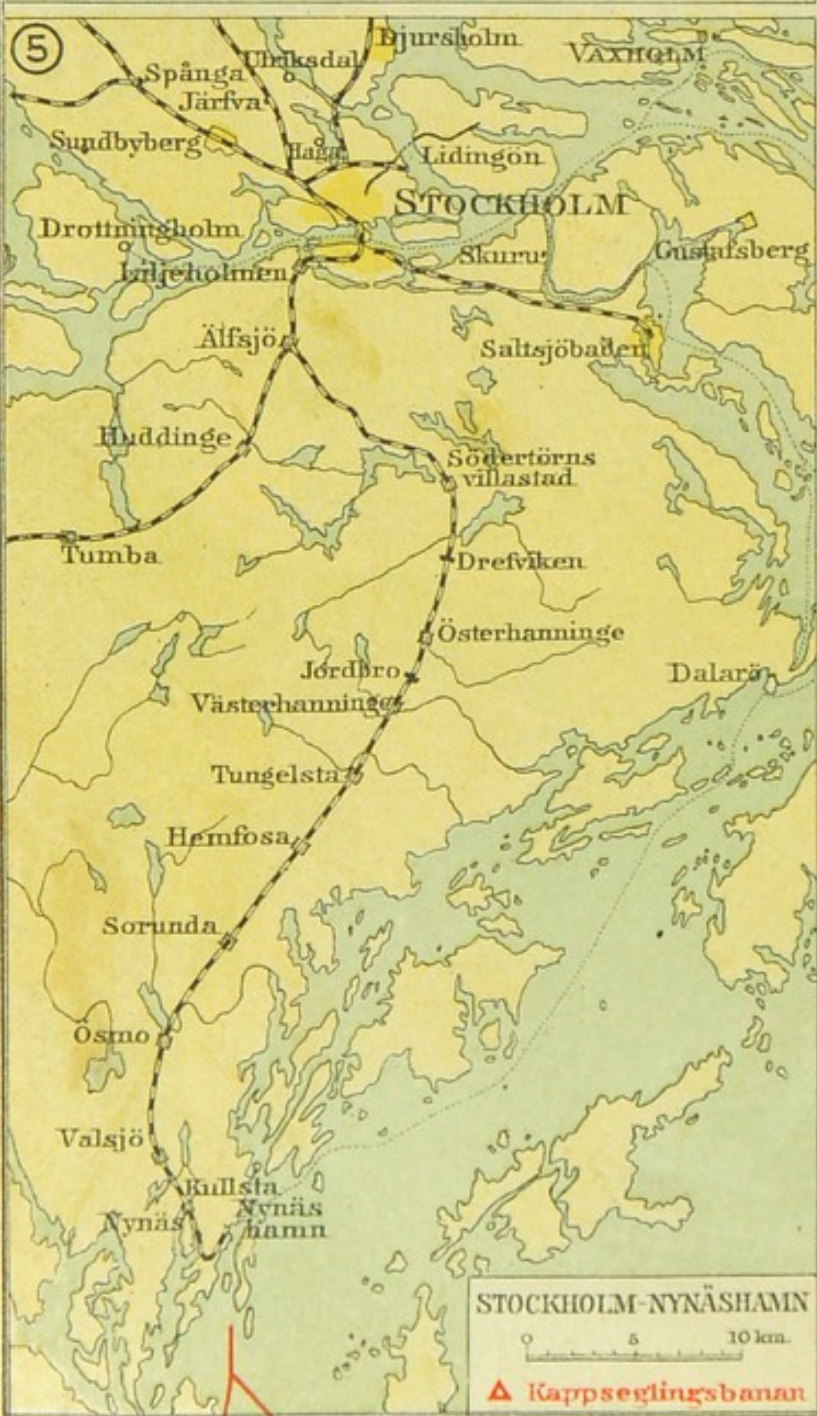 5
Djursholm
VAXHOLM
Ulriksdal
Spånga
Järfva
Sundbyberg
Haga
Lidingön
STOCKHOLM
Drottningholm
Skuru
Gustafsberg
Liljeholmen
Älfsjö
Saltsjöbaden
Huddinge
Södertörns
villastad
Tumba
Drefviken
Österhanninge
Jordbro
Dalarö
Västerhanninge
Tungelsta
Hemfosa
Sorunda
Ösmo
Valsjö
Kullsta
Nynäs
Nynäs
hamn
STOCKHOLM-NYNÄSHAMN
0 5 10 km.
Kappseglingsbanan